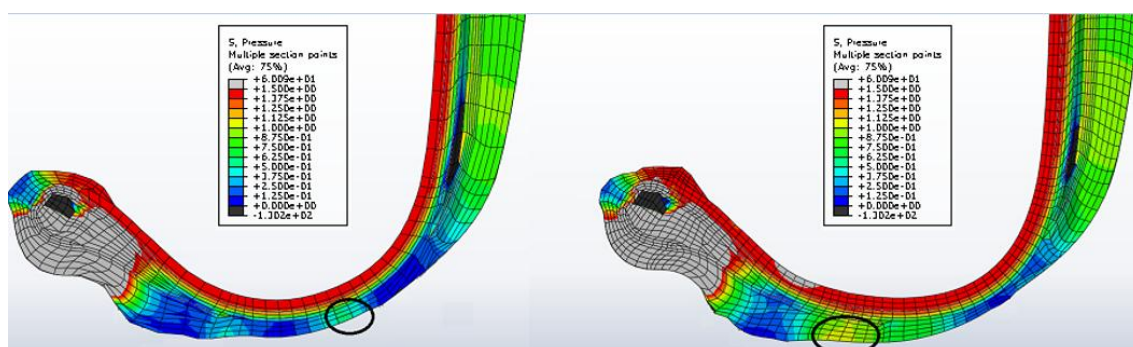 S, Pressure
Multiple section points
(Avg: 75%)
+6.009e+01
+1.500e+00
+1.375e+00
+1.250e+00
+1.125e+00
+1.000e+00
+8.750e-01
+7.500e-01
+6.250e-01
+5.000e-01
+3.750e-01
+2.500e-01
+1.250e-01
+0.000e+00
-1.302e+02
S, Pressure
Multiple section points
(Avg: 75%)
+6.009e+01
+1.500e+00
+1.375e+00
+1.250e+00
+1.125e+00
+1.000e+00
+8.750e-01
+7.500e-01
+6.250e-01
+5.000e-01
+3.750e-01
+2.500e-01
+1.250e-01
+0.000e+00
-1.302e+02